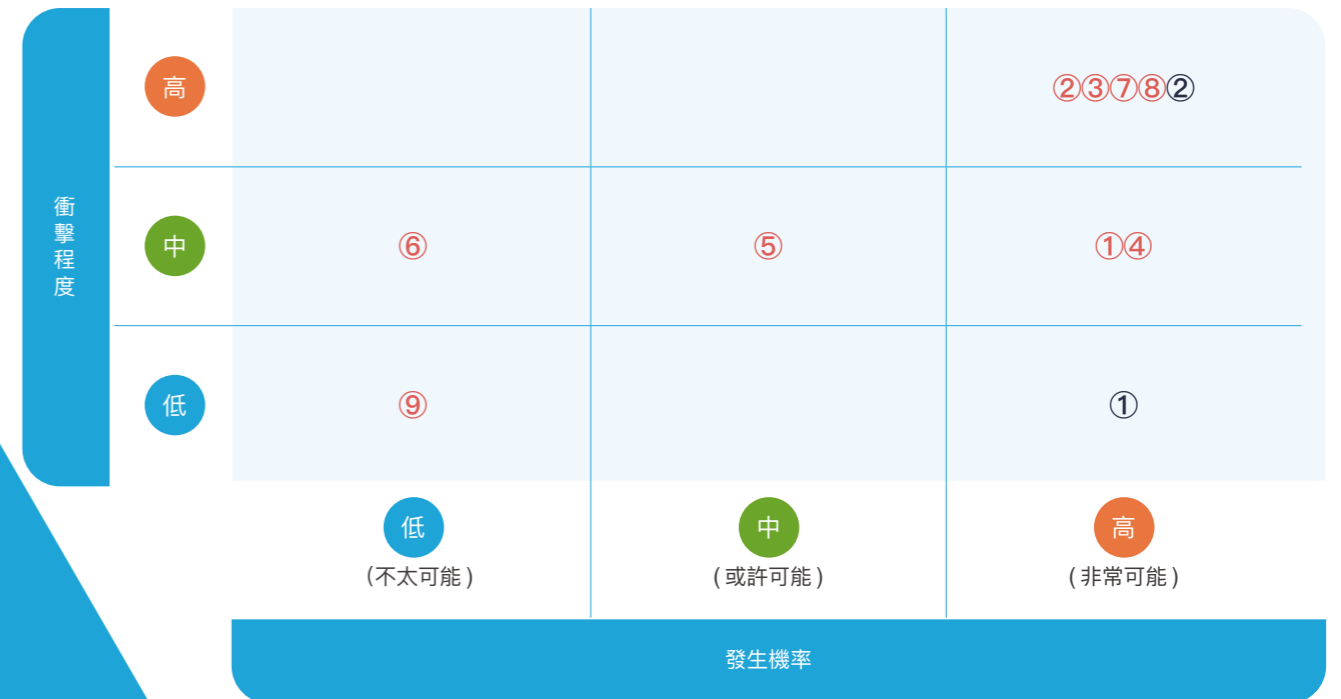 衝擊程度
高
②③⑦⑧②
中
⑥
⑤
①④
低
⑨
①
低
中
高
(不太可能)
(或許可能)
(非常可能)
發生機率